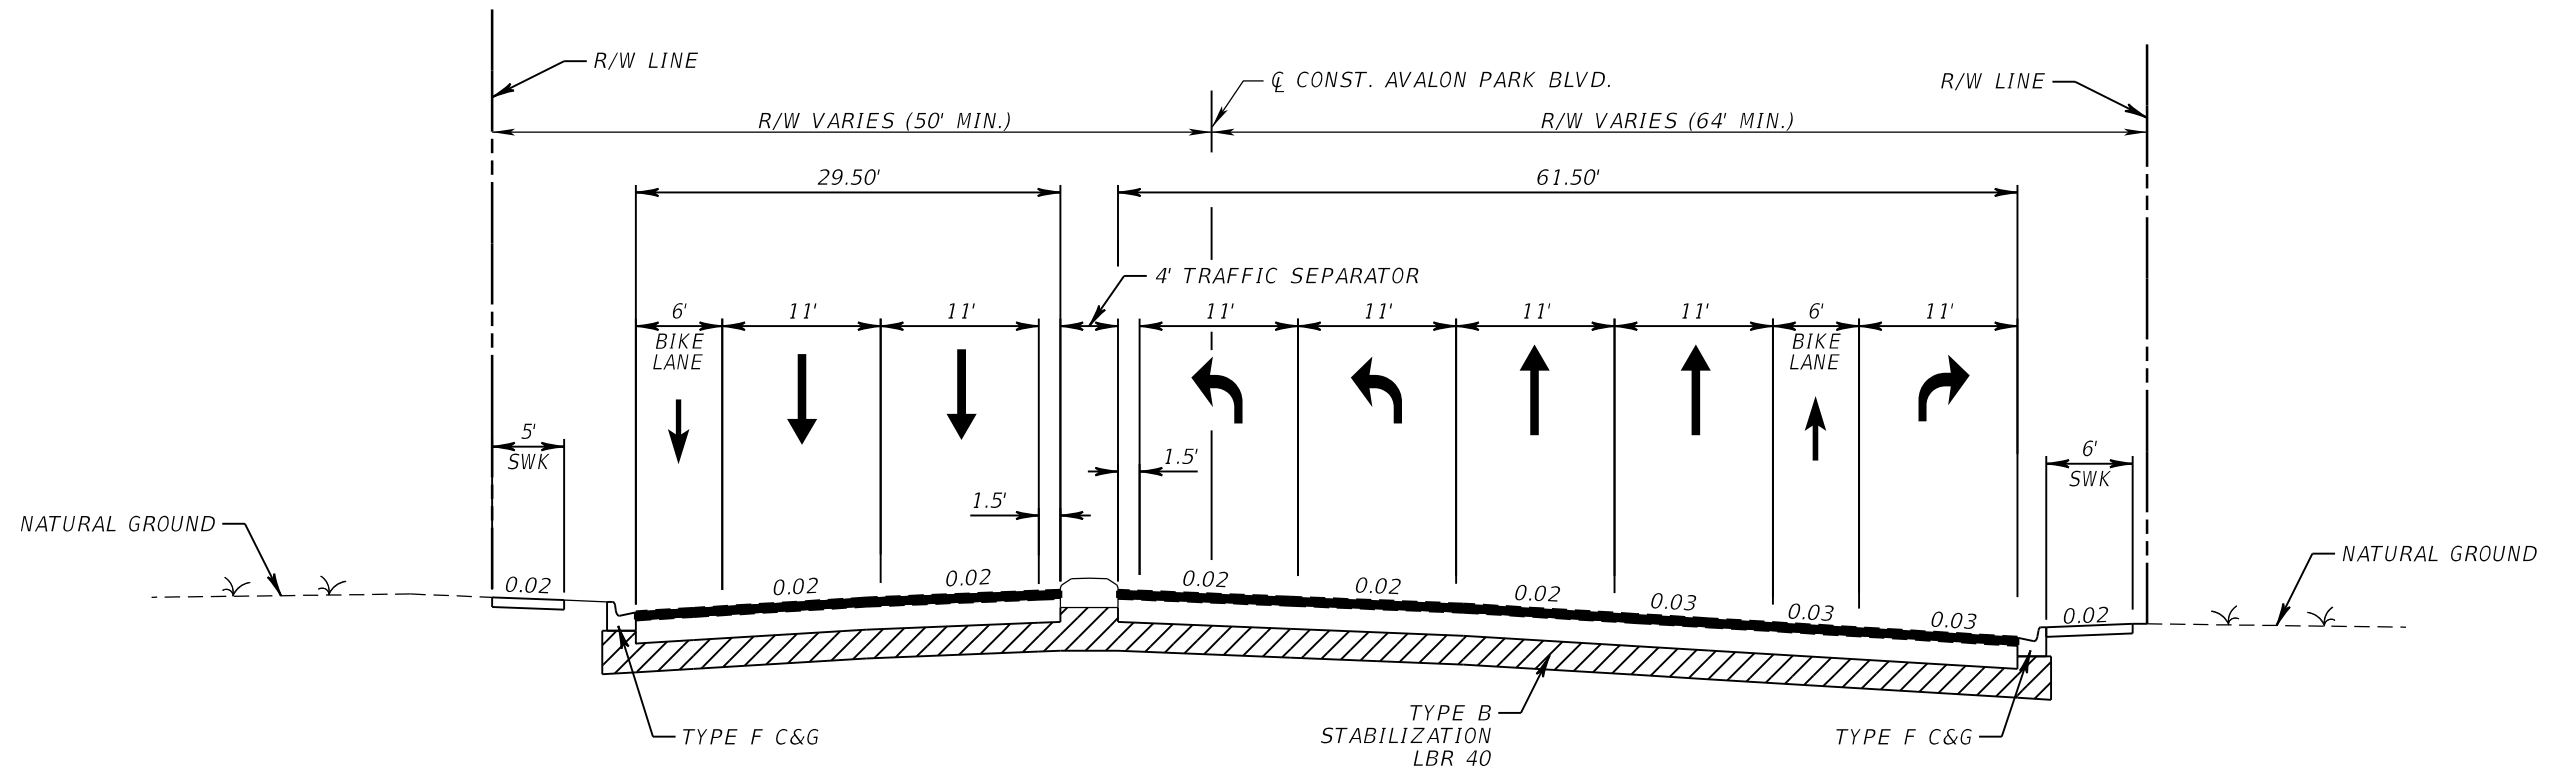 R/W LINE
℄ CONST. AVALON PARK BLVD.
R/W LINE
R/W VARIES (50' MIN.)
R/W VARIES (64' MIN.)
29.50'
61.50'
4' TRAFFIC SEPARATOR
6'
11'
11'
11'
11'
11'
11'
6'
11'
BIKE
LANE
BIKE
LANE
5'
SWK
6'
SWK
1.5'
1.5'
NATURAL GROUND
NATURAL GROUND
0.02
0.02
0.02
0.02
0.02
0.02
0.03
0.03
0.03
0.02
TYPE F C&G
TYPE B
STABILIZATION
LBR 40
TYPE F C&G